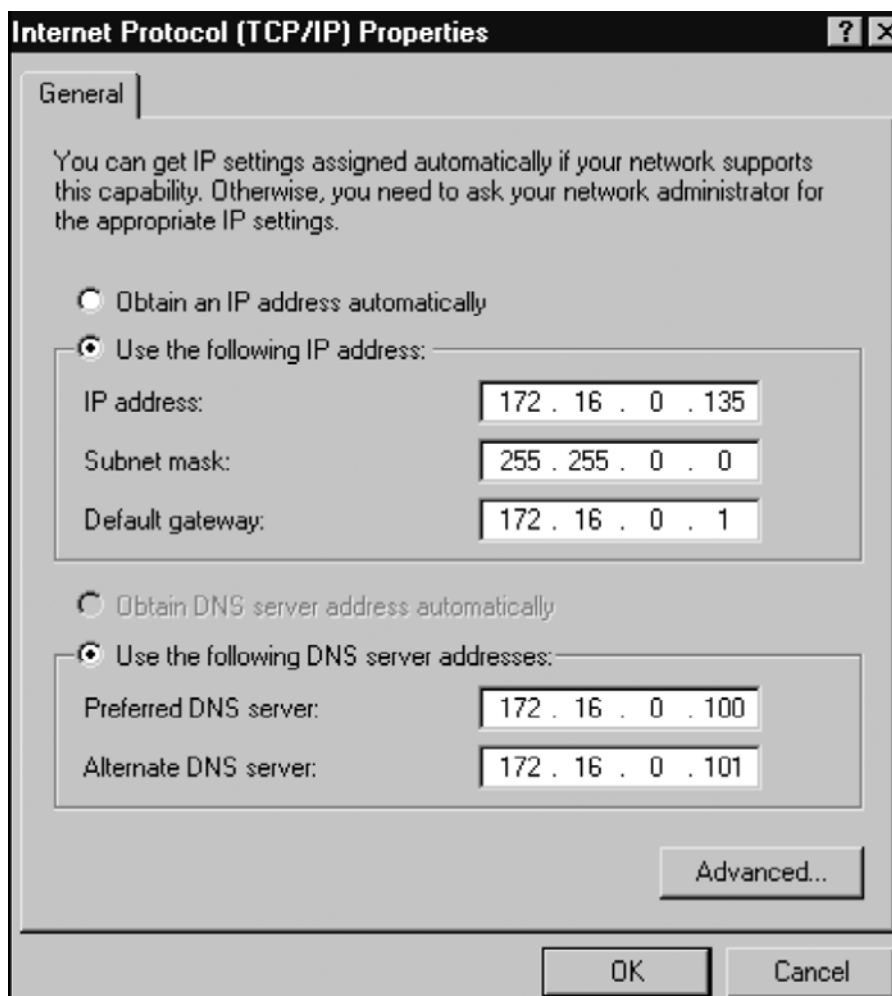 Internet Protocol (TCP/IP) Properties
General
You can get IP settings assigned automatically if your network supports
this capability. Otherwise, you need to ask your network administrator for
the appropriate IP settings.
Obtain an IP address automatically
Use the following IP address:
IP address: 172 . 16 . 0 . 135
Subnet mask: 255 . 255 . 0 . 0
Default gateway: 172 . 16 . 0 . 1
Obtain DNS server address automatically
Use the following DNS server addresses:
Preferred DNS server: 172 . 16 . 0 . 100
Alternate DNS server: 172 . 16 . 0 . 101
Advanced...
OK Cancel